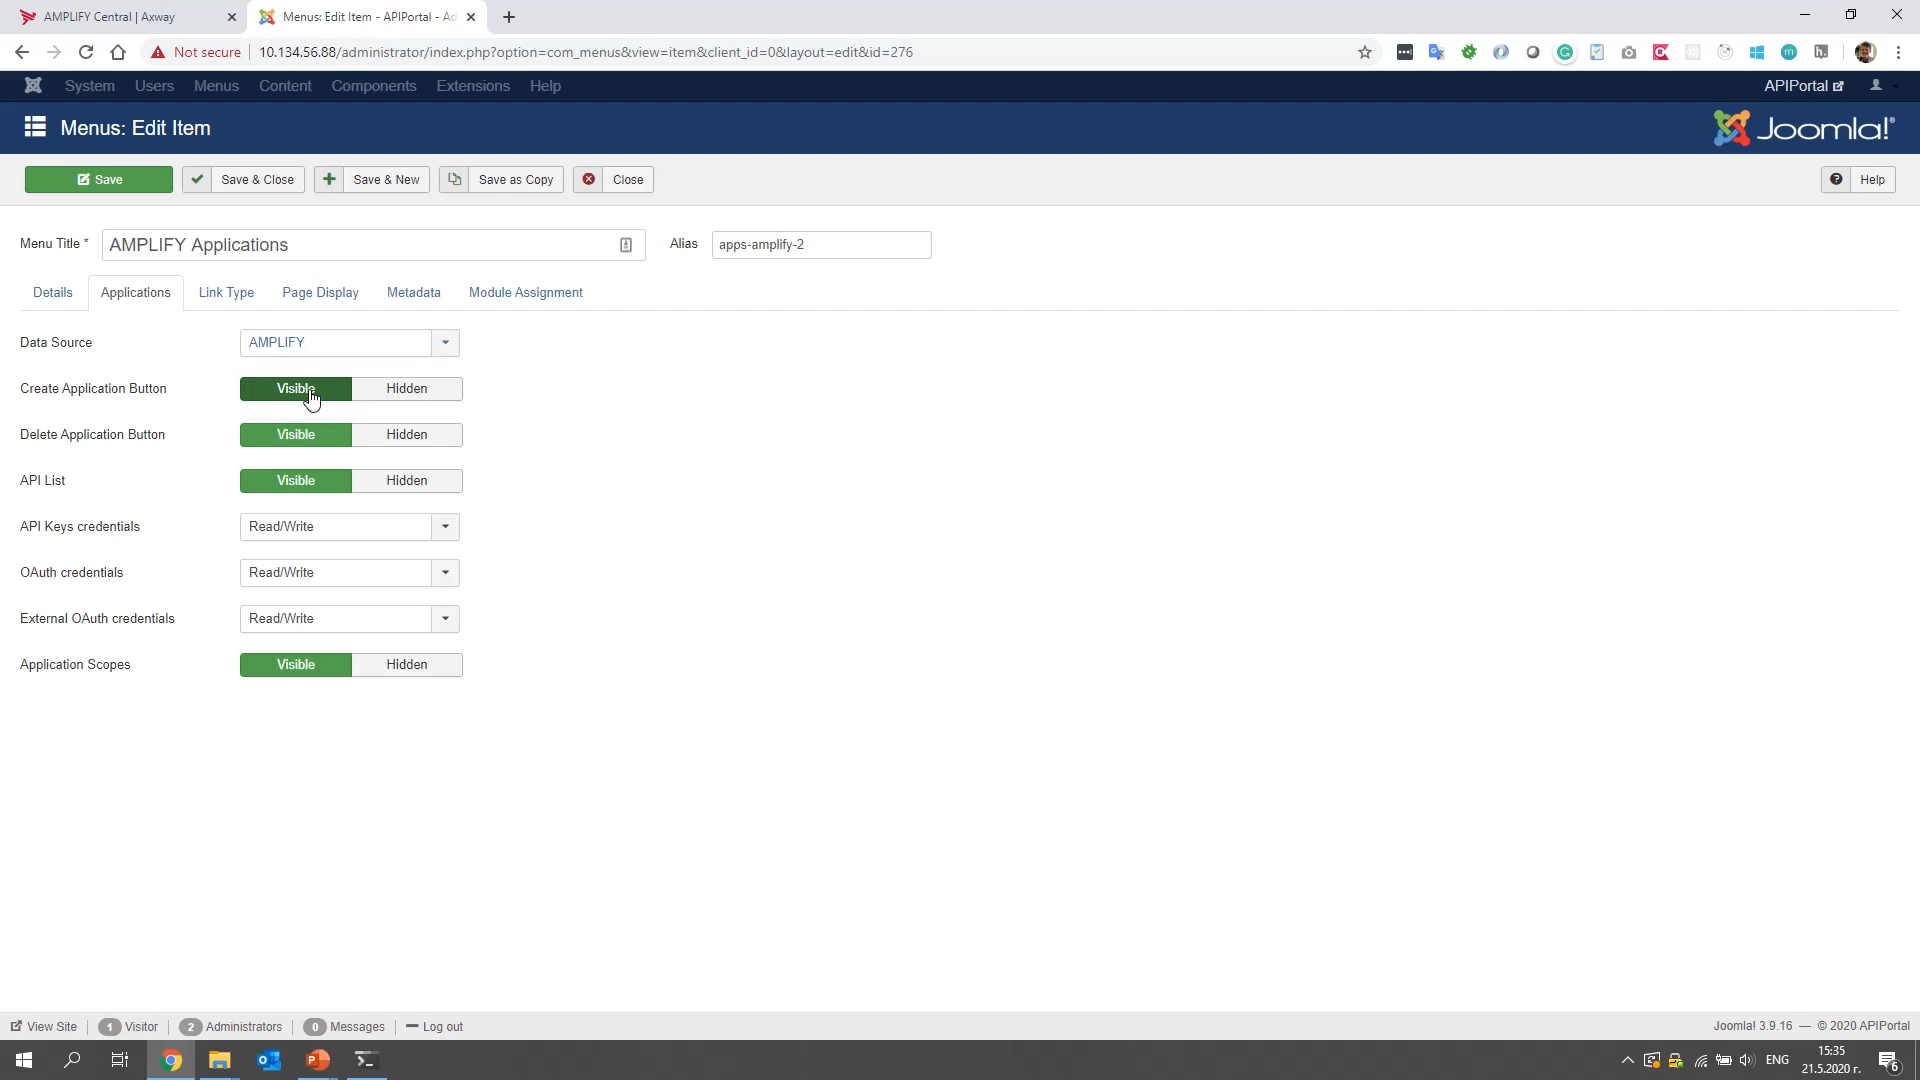 AMPLIFY Central | Axway
Menus: Edit Item - APIPortal - Ad
Not secure | 10.134.56.88/administrator/index.php?option=com_menus&view=item&client_id=0&layout=edit&id=276
System Users Menus Content Components Extensions Help APIPortal
Menus: Edit Item
Joomla!®
Save Save & Close Save & New Save as Copy Close Help
Menu Title * AMPLIFY Applications Alias apps-amplify-2
Details Applications Link Type Page Display Metadata Module Assignment
Data Source AMPLIFY
Create Application Button Visible Hidden
Delete Application Button Visible Hidden
API List Visible Hidden
API Keys credentials Read/Write
OAuth credentials Read/Write
External OAuth credentials Read/Write
Application Scopes Visible Hidden
View Site 1 Visitor 2 Administrators 0 Messages Log out Joomla! 3.9.16 — © 2020 APIPortal
ЕНГ 15:35
21.5.2020 г. 6